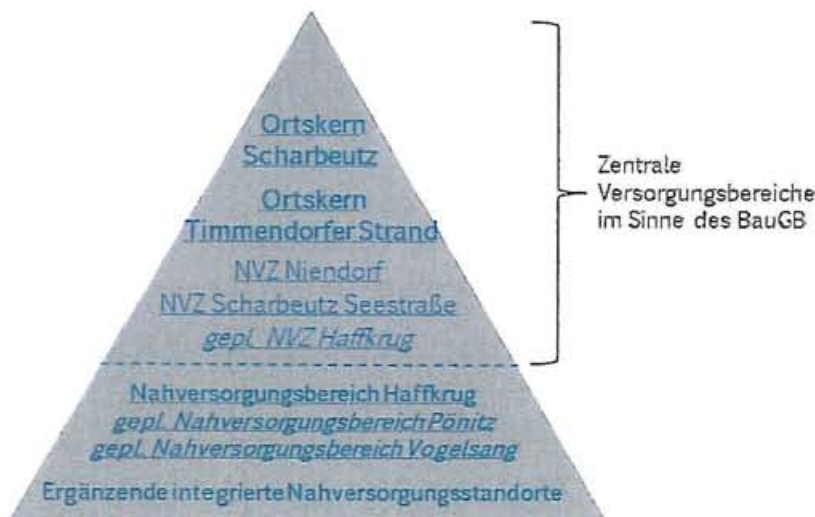 Ortskern
Scharbeutz
Ortskern
Timmendorfer Strand
NVZ Niendorf
NVZ Scharbeutz Seestraße
gepl. NVZ Haffkrug
Nahversorgungsbereich Haffkrug
gepl. Nahversorgungsbereich Pönitz
gepl. Nahversorgungsbereich Vogelsang
Ergänzende integrierte Nahversorgungsstandorte
Zentrale
Versorgungsbereiche
im Sinne des BauGB